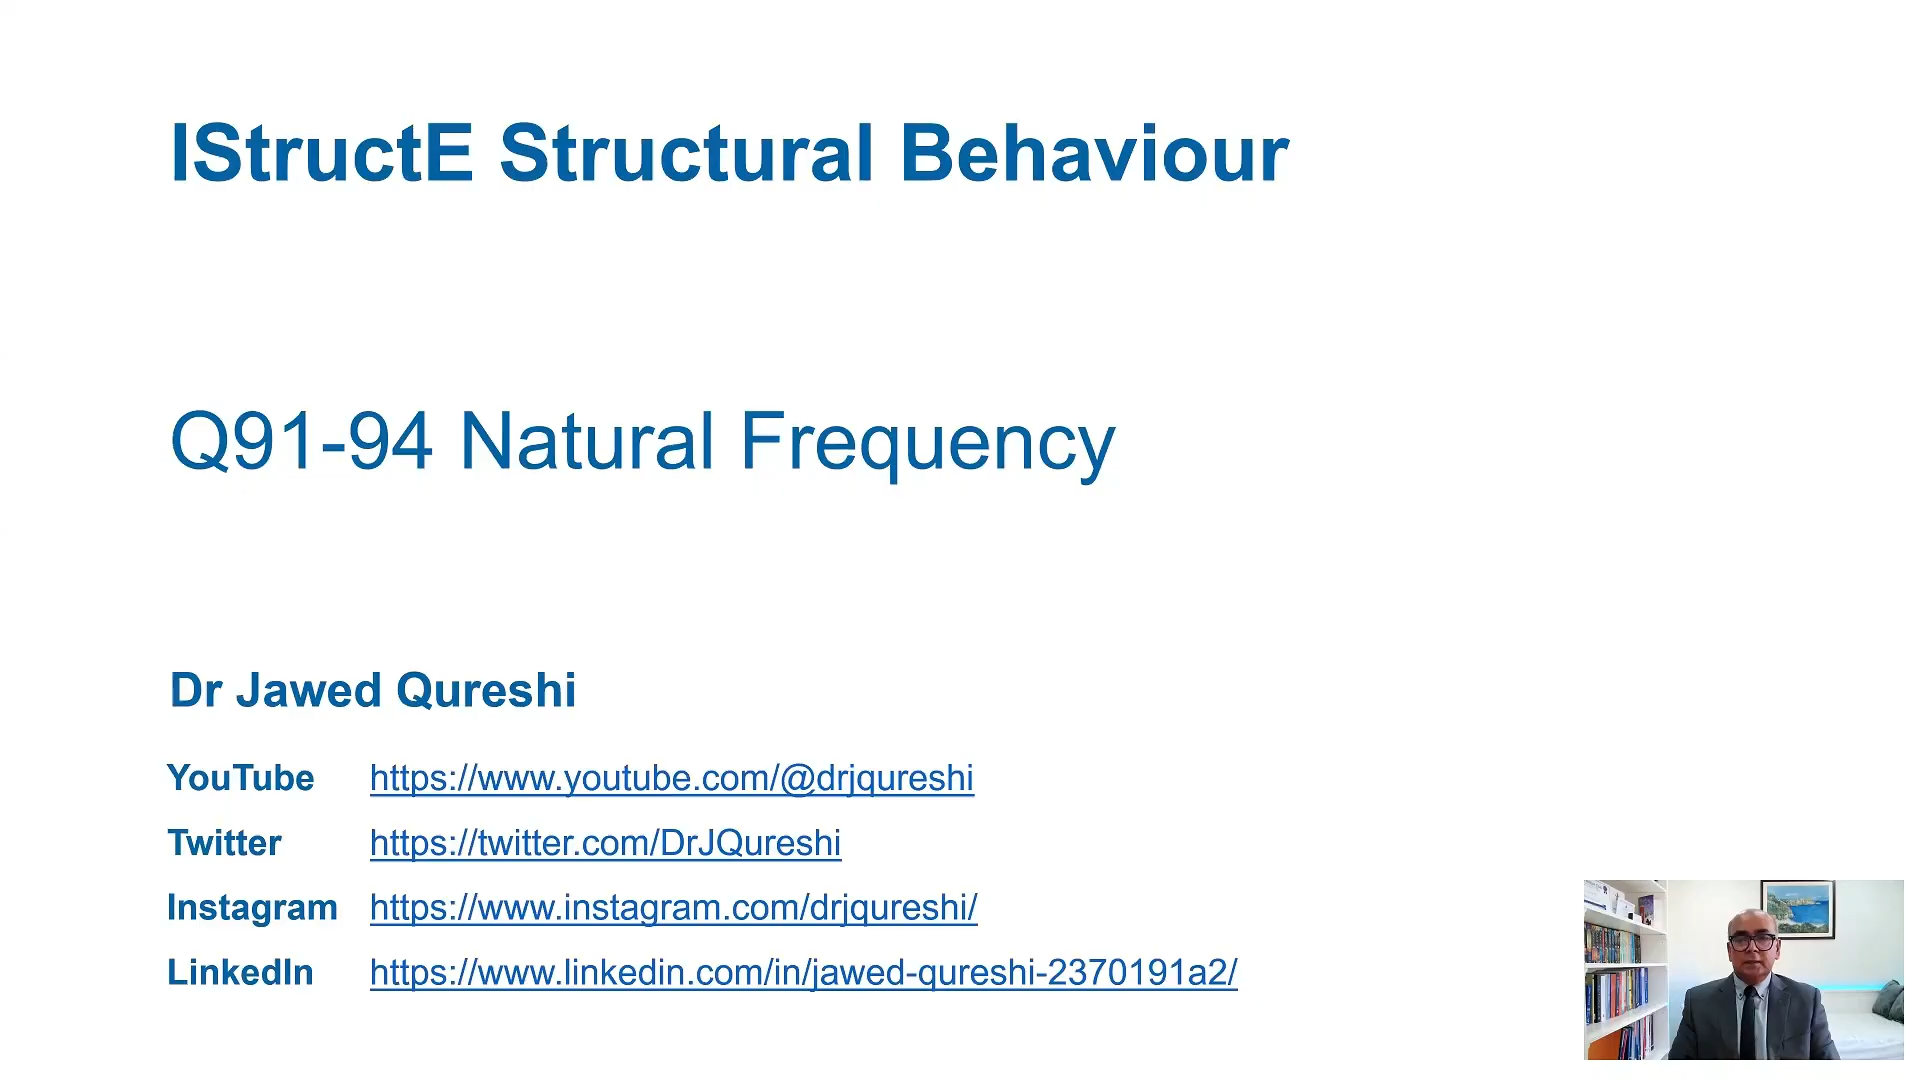 IStructE Structural Behaviour
Q91-94 Natural Frequency
Dr Jawed Qureshi
YouTube https://www.youtube.com/@drjqureshi
Twitter https://twitter.com/DrJQureshi
Instagram https://www.instagram.com/drjqureshi/
LinkedIn https://www.linkedin.com/in/jawed-qureshi-2370191a2/